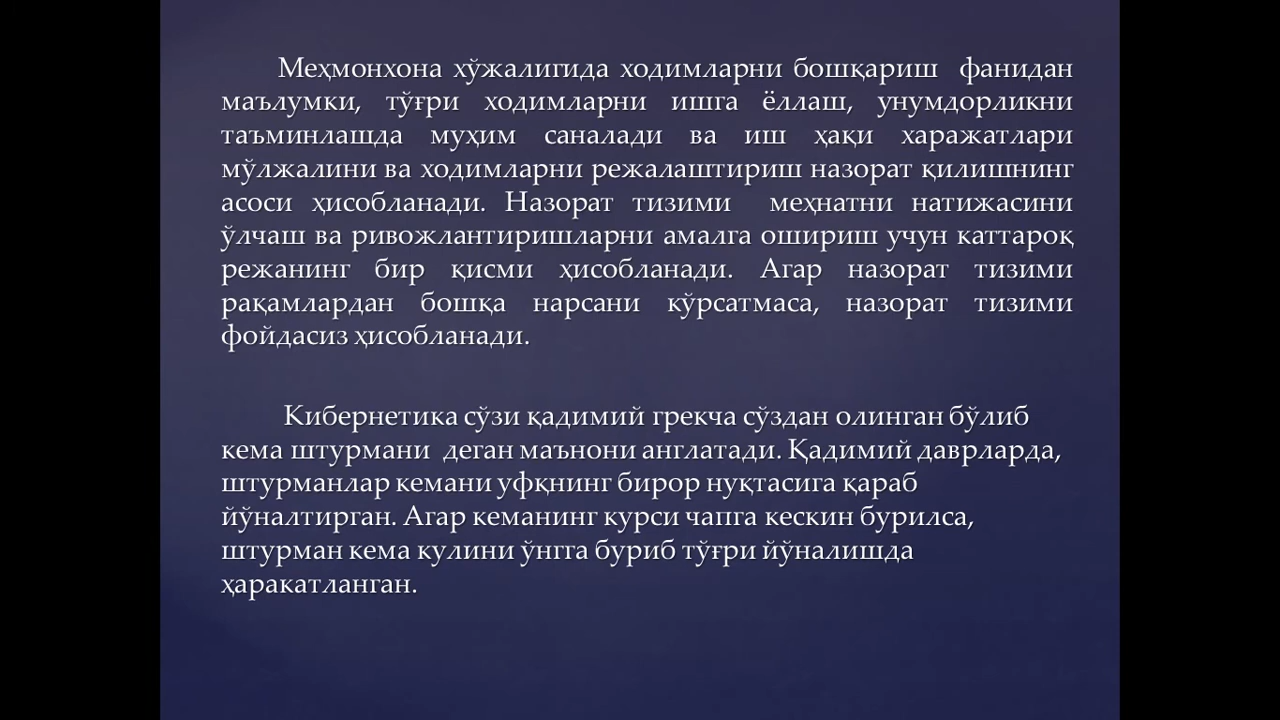 Меҳмонхона хўжалигида ходимларни бошқариш фанидан
маълумки, тўғри ходимларни ишга ёллаш, унумдорликни
таъминлашда муҳим саналади ва иш ҳақи харажатлари
мўлжалини ва ходимларни режалаштириш назорат қилишнинг
асоси ҳисобланади. Назорат тизими меҳнатни натижасини
ўлчаш ва ривожлантиришларни амалга ошириш учун каттароқ
режанинг бир қисми ҳисобланади. Агар назорат тизими
рақамлардан бошқа нарсани кўрсатмаса, назорат тизими
фойдасиз ҳисобланади.
Кибернетика сўзи қадимий грекча сўздан олинган бўлиб
кема штурмани деган маънони англатади. Қадимий даврларда,
штурманлар кемани уфқнинг бирор нуқтасига қараб
йўналтирган. Агар кеманинг курси чапга кескин бурилса,
штурман кема кулини ўнгга буриб тўғри йўналишда
ҳаракатланган.